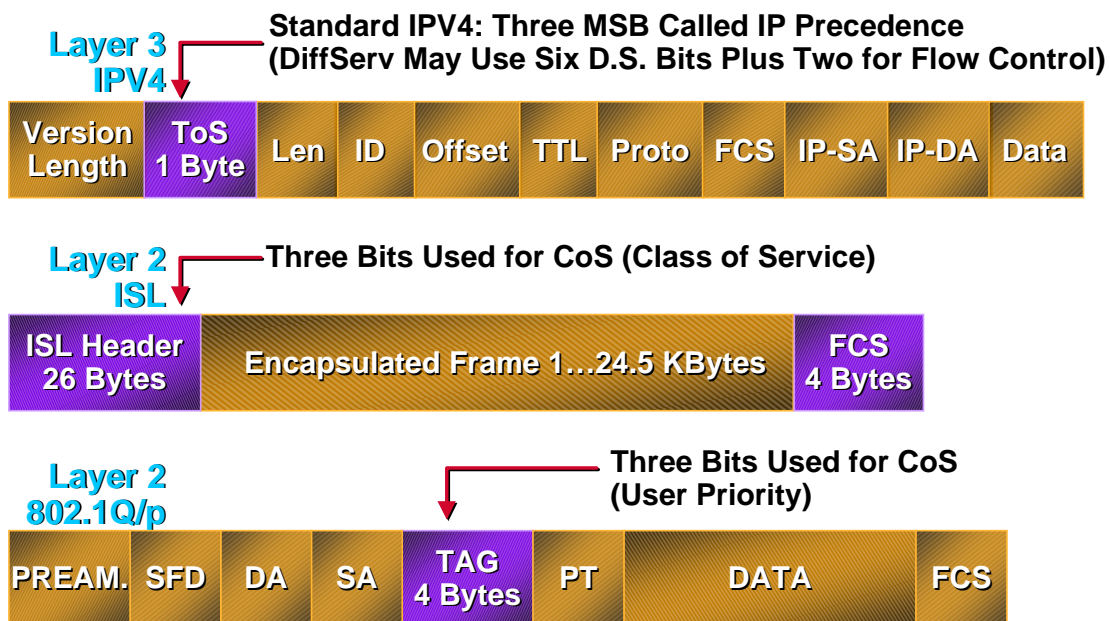 Layer 3
IPV4
Standard IPV4: Three MSB Called IP Precedence
(DiffServ May Use Six D.S. Bits Plus Two for Flow Control)
Version
Length
ToS
1 Byte
Len
ID
Offset
TTL
Proto
FCS
IP-SA
IP-DA
Data
Layer 2
ISL
Three Bits Used for CoS (Class of Service)
ISL Header
26 Bytes
Encapsulated Frame 1…24.5 KBytes
FCS
4 Bytes
Layer 2
802.1Q/p
Three Bits Used for CoS
(User Priority)
PREAM.
SFD
DA
SA
TAG
4 Bytes
PT
DATA
FCS